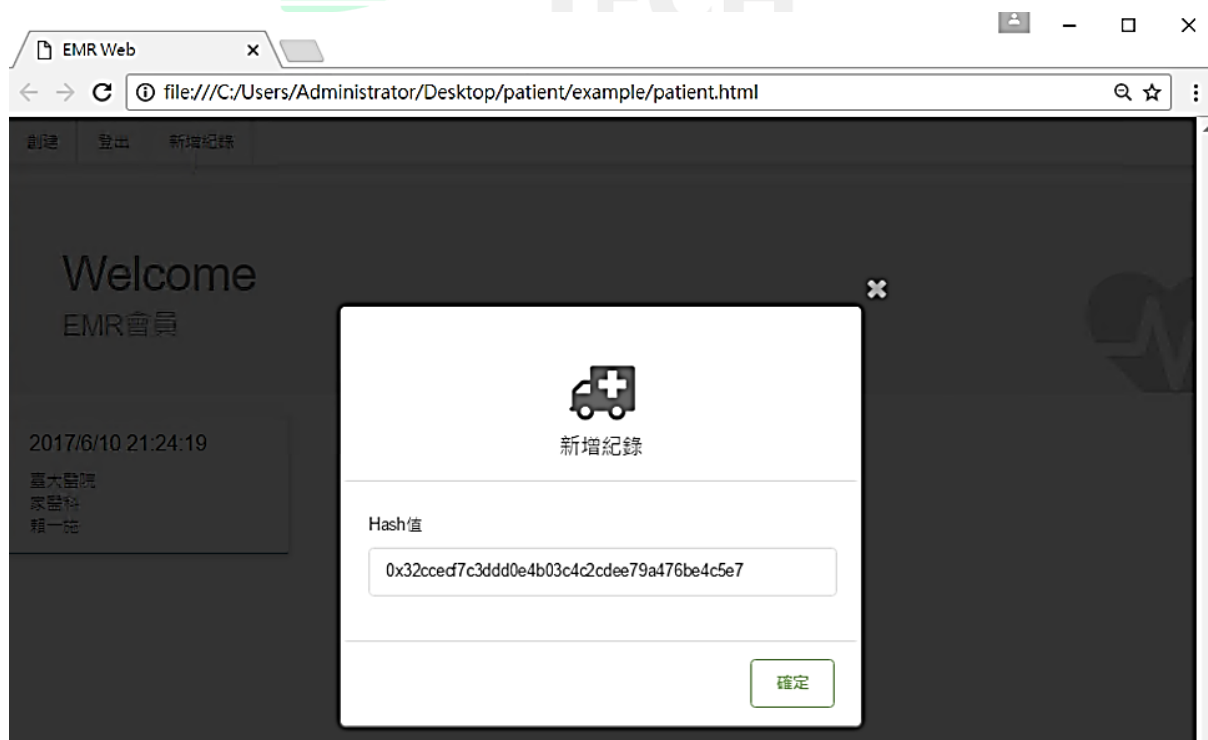 TECH
EMR Web
file:///C:/Users/Administrator/Desktop/patient/example/patient.html
創建 登出 新增紀錄
Welcome
EMR會員
2017/6/10 21:24:19
臺大醫院
家醫科
賴一施
新增紀錄
Hash值
0x32ccecf7c3ddd0e4b03c4c2cdee79a476be4c5e7
確定